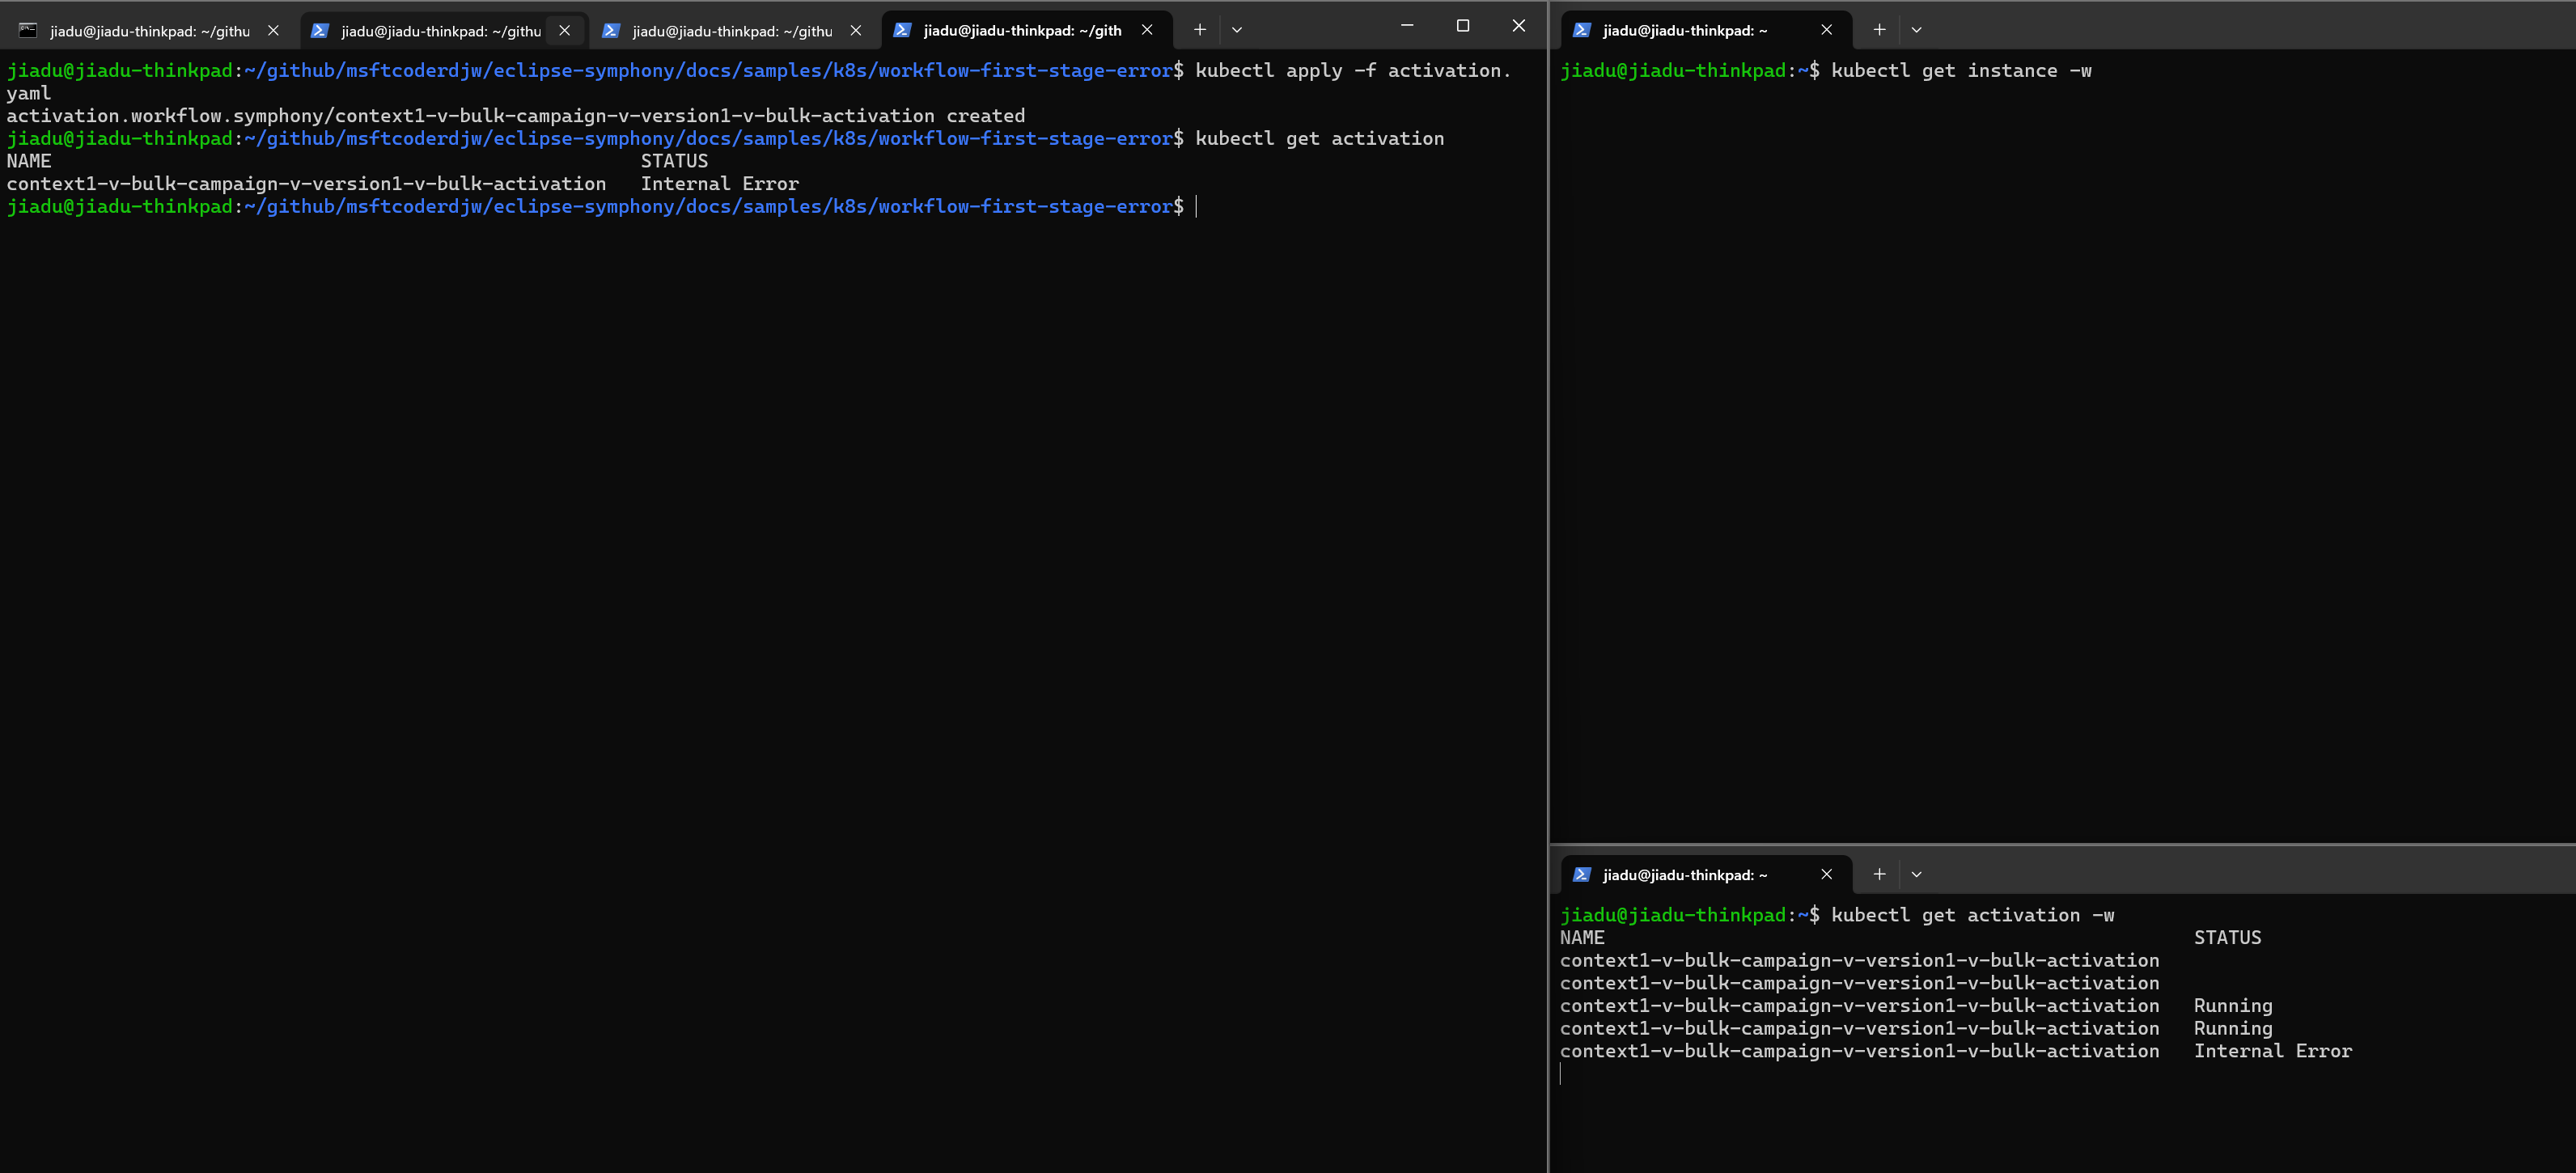 jiadu@jiadu-thinkpad: ~/githu
jiadu@jiadu-thinkpad: ~/githu
jiadu@jiadu-thinkpad: ~/githu
jiadu@jiadu-thinkpad: ~/gith
jiadu@jiadu-thinkpad:~/github/msftcoderdjw/eclipse-symphony/docs/samples/k8s/workflow-first-stage-error$ kubectl apply -f activation.
yaml
activation.workflow.symphony/context1-v-bulk-campaign-v-version1-v-bulk-activation created
jiadu@jiadu-thinkpad:~/github/msftcoderdjw/eclipse-symphony/docs/samples/k8s/workflow-first-stage-error$ kubectl get activation
NAME STATUS
context1-v-bulk-campaign-v-version1-v-bulk-activation Internal Error
jiadu@jiadu-thinkpad:~/github/msftcoderdjw/eclipse-symphony/docs/samples/k8s/workflow-first-stage-error$
jiadu@jiadu-thinkpad: ~
jiadu@jiadu-thinkpad:~$ kubectl get instance -w
jiadu@jiadu-thinkpad: ~
jiadu@jiadu-thinkpad:~$ kubectl get activation -w
NAME STATUS
context1-v-bulk-campaign-v-version1-v-bulk-activation
context1-v-bulk-campaign-v-version1-v-bulk-activation
context1-v-bulk-campaign-v-version1-v-bulk-activation Running
context1-v-bulk-campaign-v-version1-v-bulk-activation Running
context1-v-bulk-campaign-v-version1-v-bulk-activation Internal Error